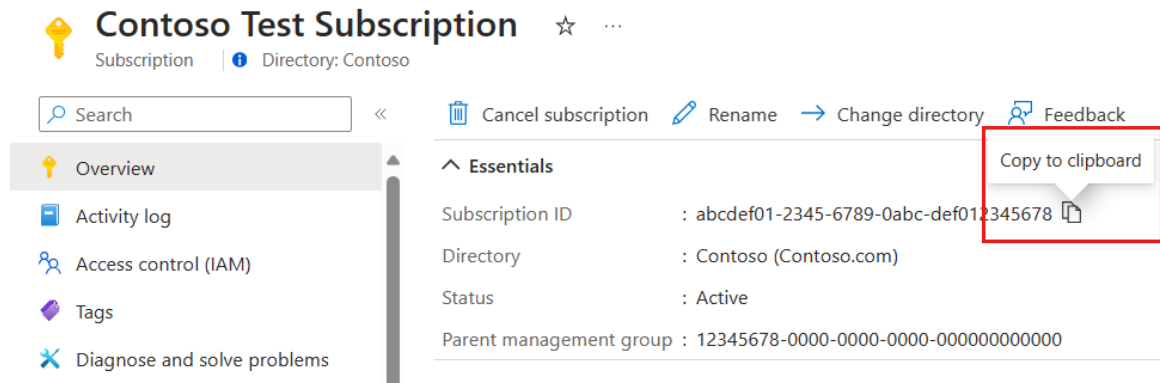 Contoso Test Subscription ☆ ···
Subscription | Directory: Contoso
Search «
Cancel subscription Rename Change directory Feedback
Overview
Activity log
Access control (IAM)
Tags
Diagnose and solve problems
Essentials
Copy to clipboard
Subscription ID : abcdef01-2345-6789-0abc-def012345678
Directory : Contoso (Contoso.com)
Status : Active
Parent management group : 12345678-0000-0000-0000-000000000000